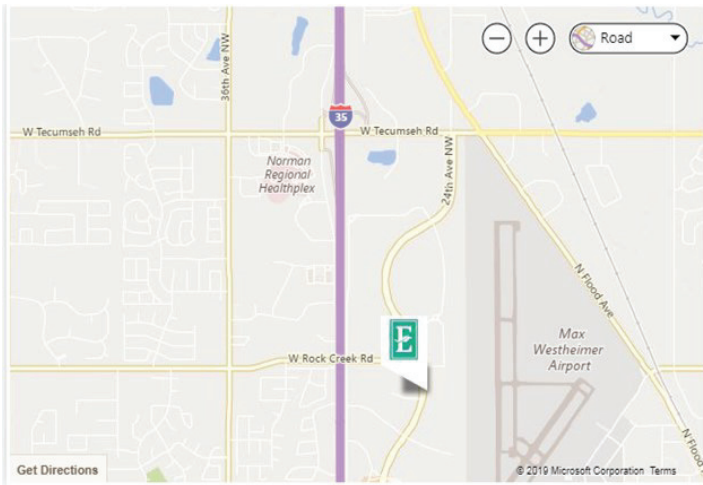 Road
36th Ave NW
35
W Tecumseh Rd
W Tecumseh Rd
Norman
Regional
Healthplex
24th Ave NW
N Flood Ave
E
Max
Westheimer
Airport
W Rock Creek Rd
N Flood
Get Directions
© 2019 Microsoft Corporation Terms